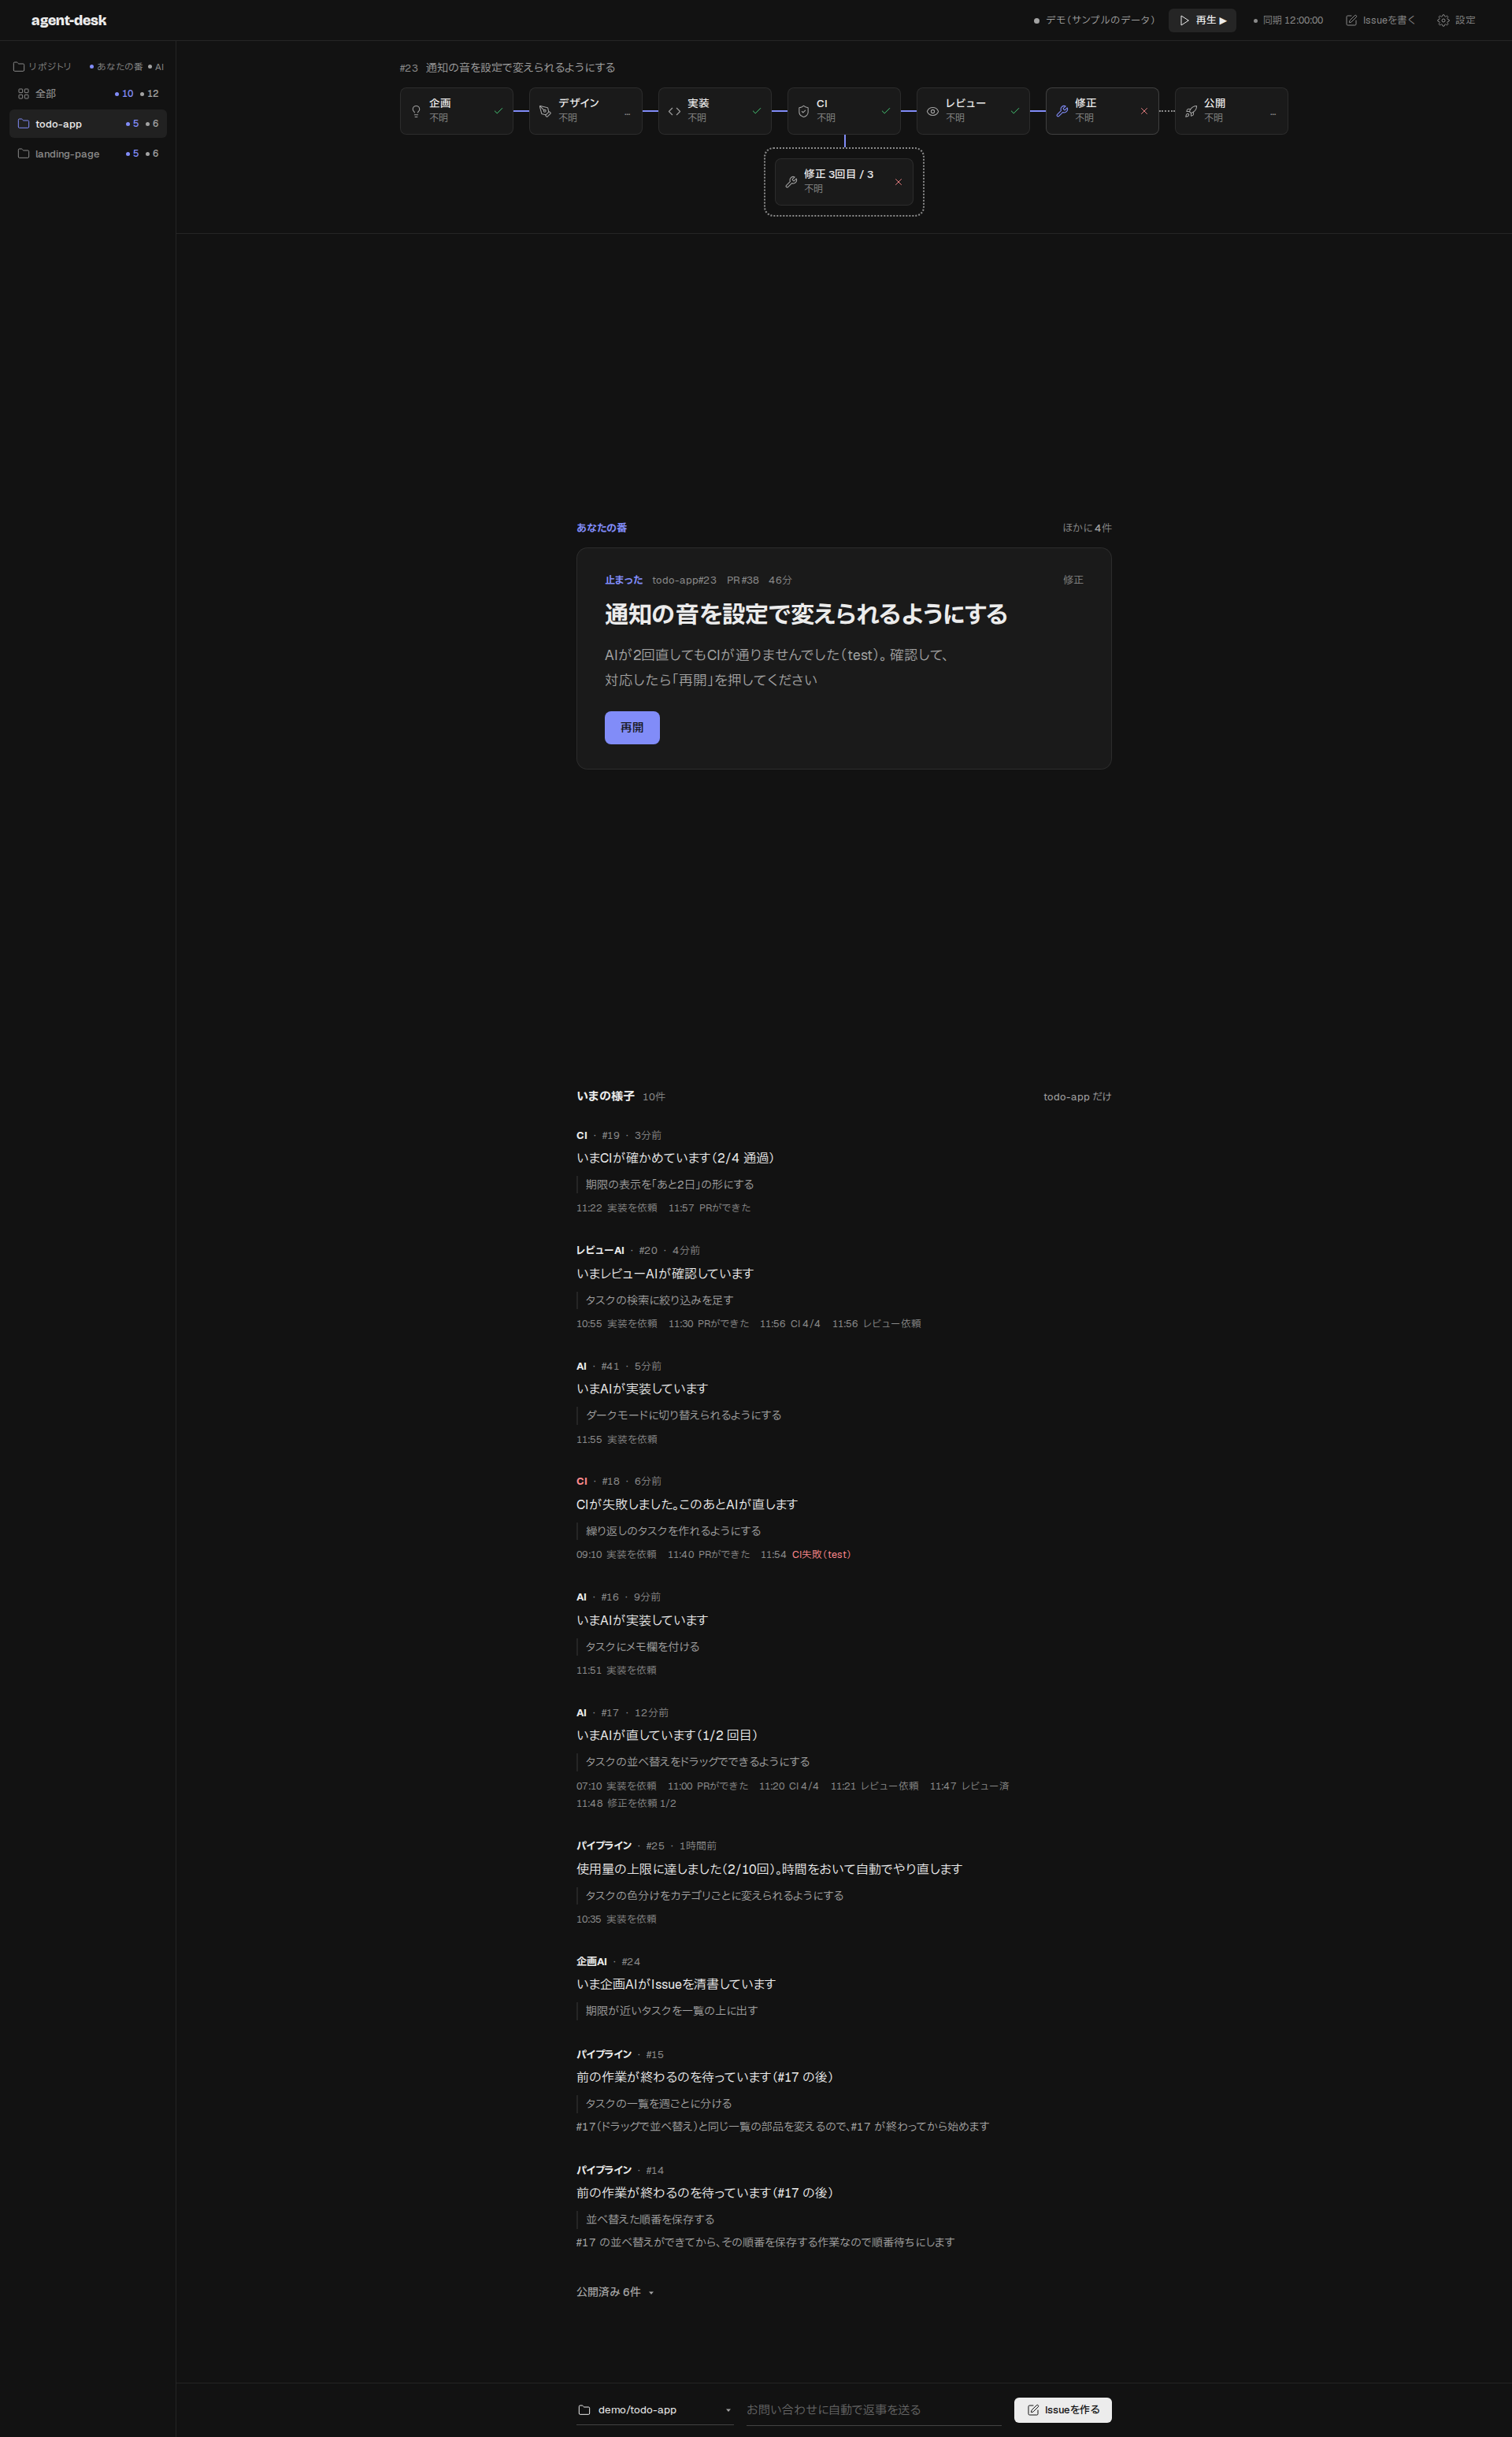 agent-desk
デモ（サンプルのデータ）
再生 ▶
同期 12:00:00
Issueを書く
設定
リポジトリ
あなたの番 AI
全部
10 12
todo-app
5 6
landing-page
5 6
#23 通知の音を設定で変えられるようにする
企画
不明
デザイン
不明
…
実装
不明
CI
不明
レビュー
不明
修正
不明
公開
不明
…
修正 3回目 / 3
不明
あなたの番
ほかに 4件
止まった todo-app#23 PR #38 46分
修正
通知の音を設定で変えられるようにする
AIが2回直してもCIが通りませんでした（test）。確認して、
対応したら「再開」を押してください
再開
いまの様子 10件
todo-app だけ
CI · #19 · 3分前
いまCIが確かめています（2/4 通過）
期限の表示を「あと2日」の形にする
11:22 実装を依頼 11:57 PRができた
レビューAI · #20 · 4分前
いまレビューAIが確認しています
タスクの検索に絞り込みを足す
10:55 実装を依頼 11:30 PRができた 11:56 CI 4/4 11:56 レビュー依頼
AI · #41 · 5分前
いまAIが実装しています
ダークモードに切り替えられるようにする
11:55 実装を依頼
CI · #18 · 6分前
CIが失敗しました。このあとAIが直します
繰り返しのタスクを作れるようにする
09:10 実装を依頼 11:40 PRができた 11:54 CI失敗（test）
AI · #16 · 9分前
いまAIが実装しています
タスクにメモ欄を付ける
11:51 実装を依頼
AI · #17 · 12分前
いまAIが直しています（1/2 回目）
タスクの並べ替えをドラッグでできるようにする
07:10 実装を依頼 11:00 PRができた 11:20 CI 4/4 11:21 レビュー依頼 11:47 レビュー済
11:48 修正を依頼 1/2
パイプライン · #25 · 1時間前
使用量の上限に達しました（2/10回）。時間をおいて自動でやり直します
タスクの色分けをカテゴリごとに変えられるようにする
10:35 実装を依頼
企画AI · #24
いま企画AIがIssueを清書しています
期限が近いタスクを一覧の上に出す
パイプライン · #15
前の作業が終わるのを待っています（#17 の後）
タスクの一覧を週ごとに分ける
#17（ドラッグで並べ替え）と同じ一覧の部品を変えるので、#17 が終わってから始めます
パイプライン · #14
前の作業が終わるのを待っています（#17 の後）
並べ替えた順番を保存する
#17 の並べ替えができてから、その順番を保存する作業なので順番待ちにします
公開済み 6件
demo/todo-app
お問い合わせに自動で返事を送る
Issueを作る